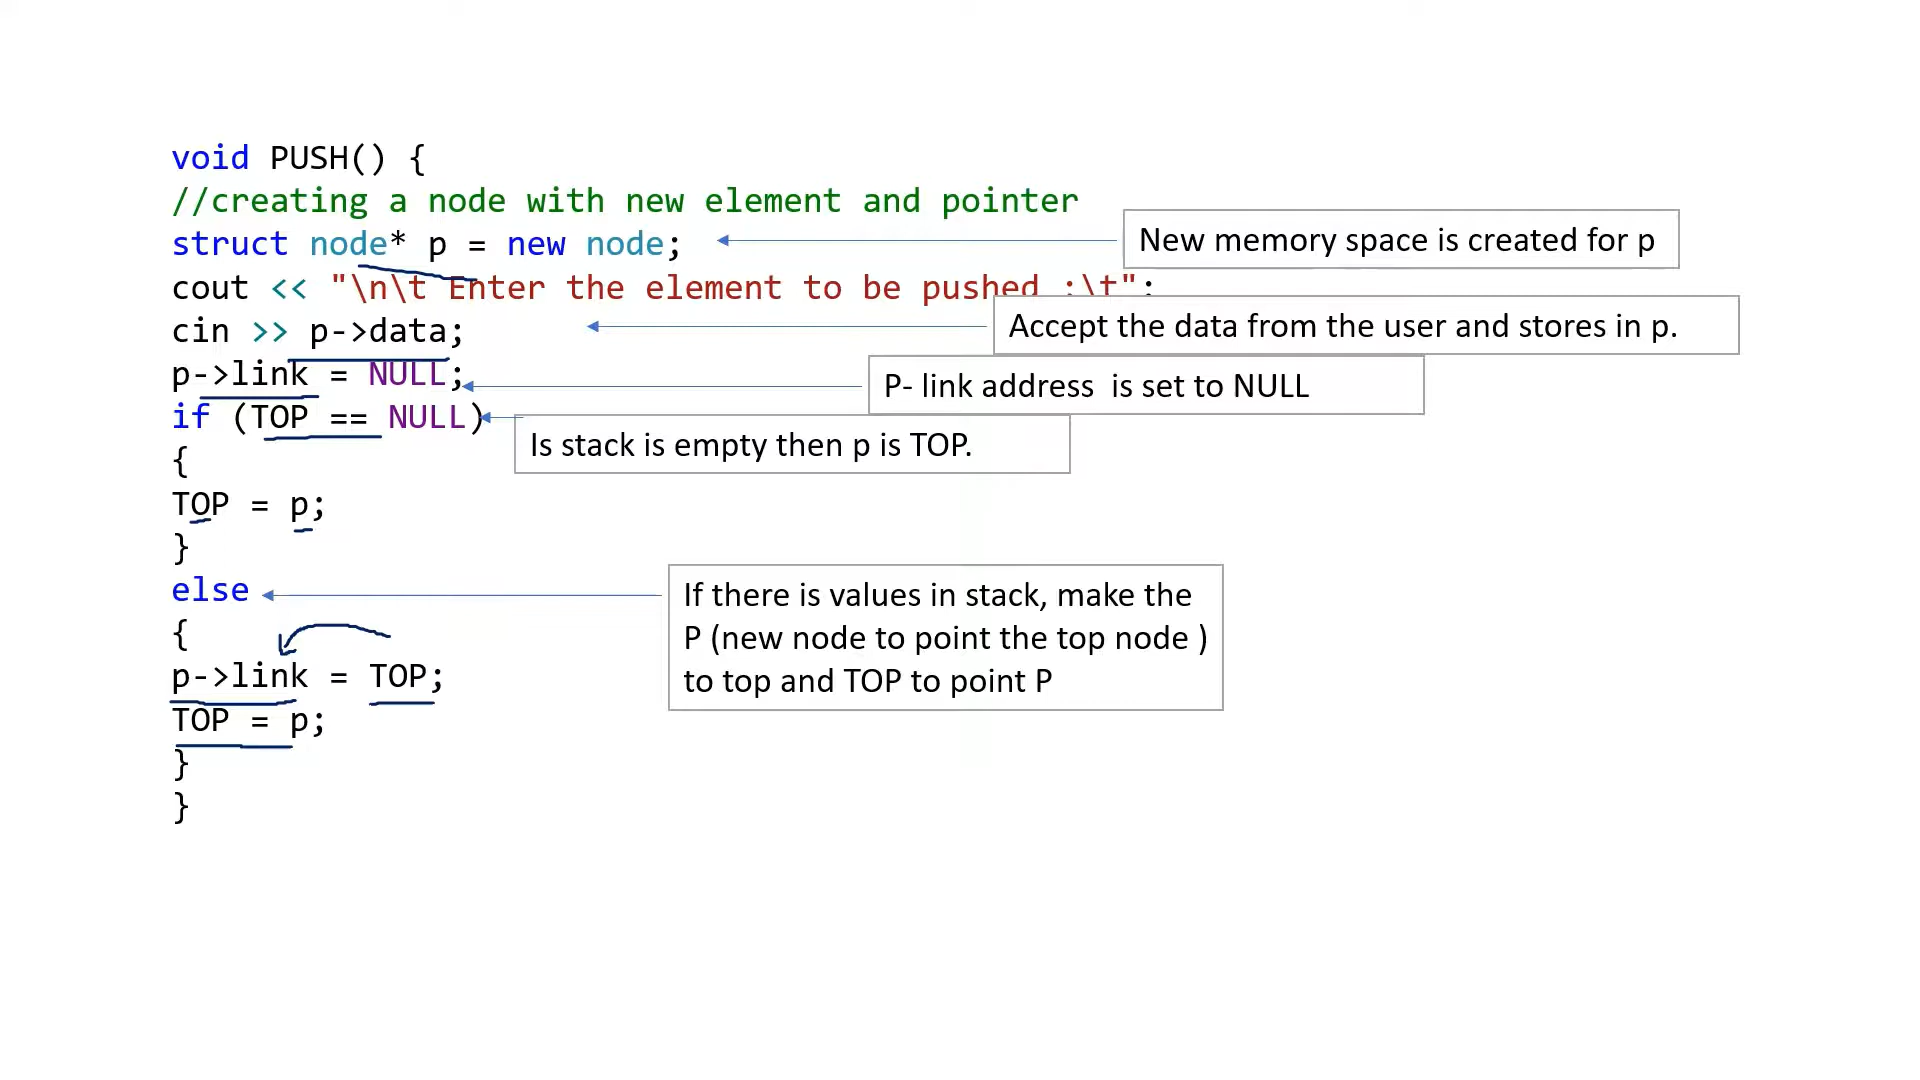 void PUSH() {
//creating a node with new element and pointer
struct node* p = new node;
New memory space is created for p
cout << "\n\t Enter the element to be pushed :\t";
cin >> p->data;
Accept the data from the user and stores in p.
p->link = NULL;
P- link address is set to NULL
if (TOP == NULL)
Is stack is empty then p is TOP.
{
TOP = p;
}
else
{
If there is values in stack, make the
P (new node to point the top node )
to top and TOP to point P
p->link = TOP;
TOP = p;
}
}